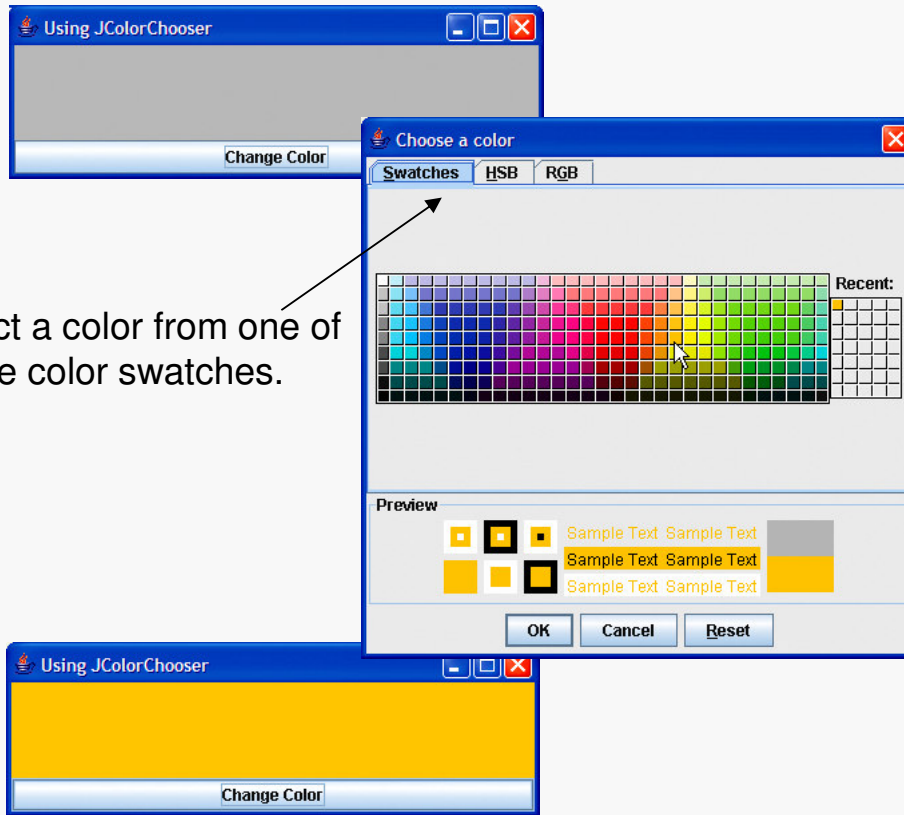 Using JColorChooser
Change Color
Choose a color
Swatches HSB RGB
Recent:
a color from one of
color swatches.
Preview
Sample Text Sample Text
Sample Text Sample Text
Sample Text Sample Text
OK Cancel Reset
Using JColorChooser
Change Color